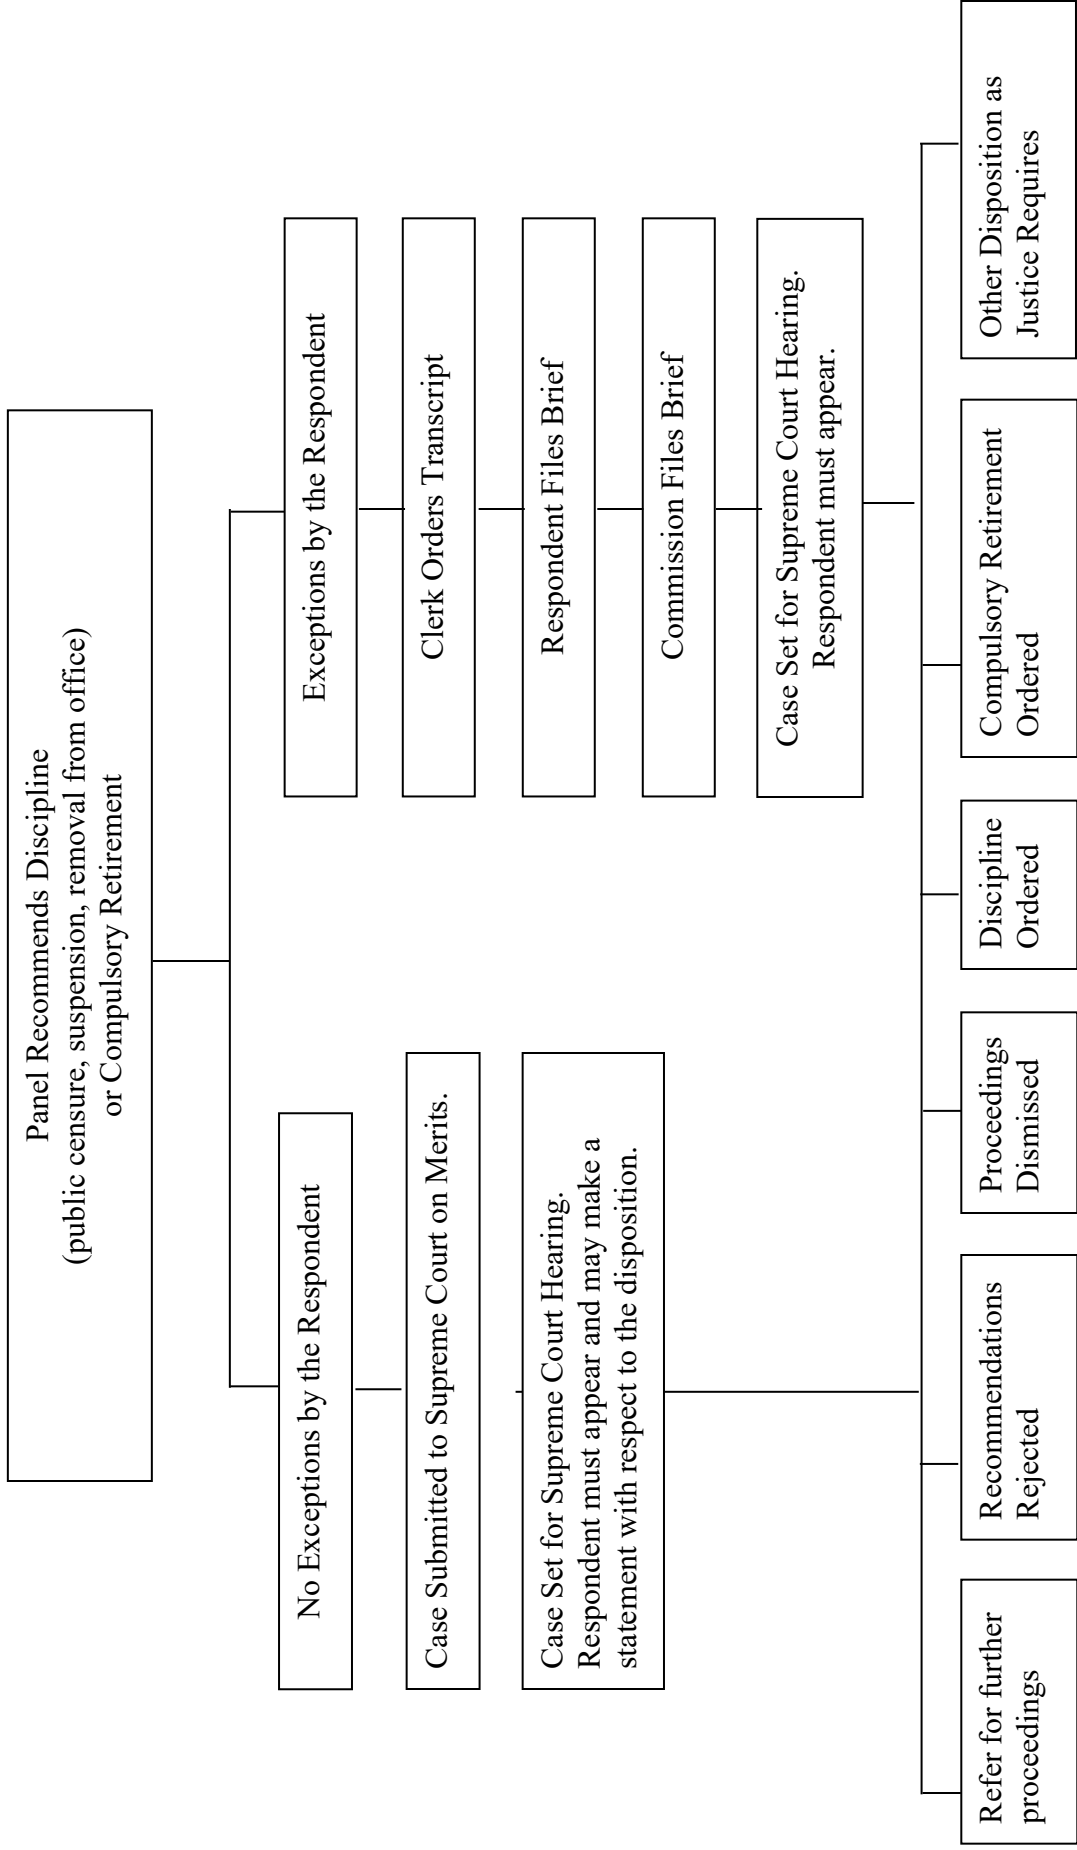 Panel Recommends Discipline
(public censure, suspension, removal from office)
or Compulsory Retirement
No Exceptions by the Respondent
Case Submitted to Supreme Court on Merits.
Case Set for Supreme Court Hearing.
Respondent must appear and may make a
statement with respect to the disposition.
Exceptions by the Respondent
Clerk Orders Transcript
Respondent Files Brief
Commission Files Brief
Case Set for Supreme Court Hearing.
Respondent must appear.
Refer for further
proceedings
Recommendations
Rejected
Proceedings
Dismissed
Discipline
Ordered
Compulsory Retirement
Ordered
Other Disposition as
Justice Requires